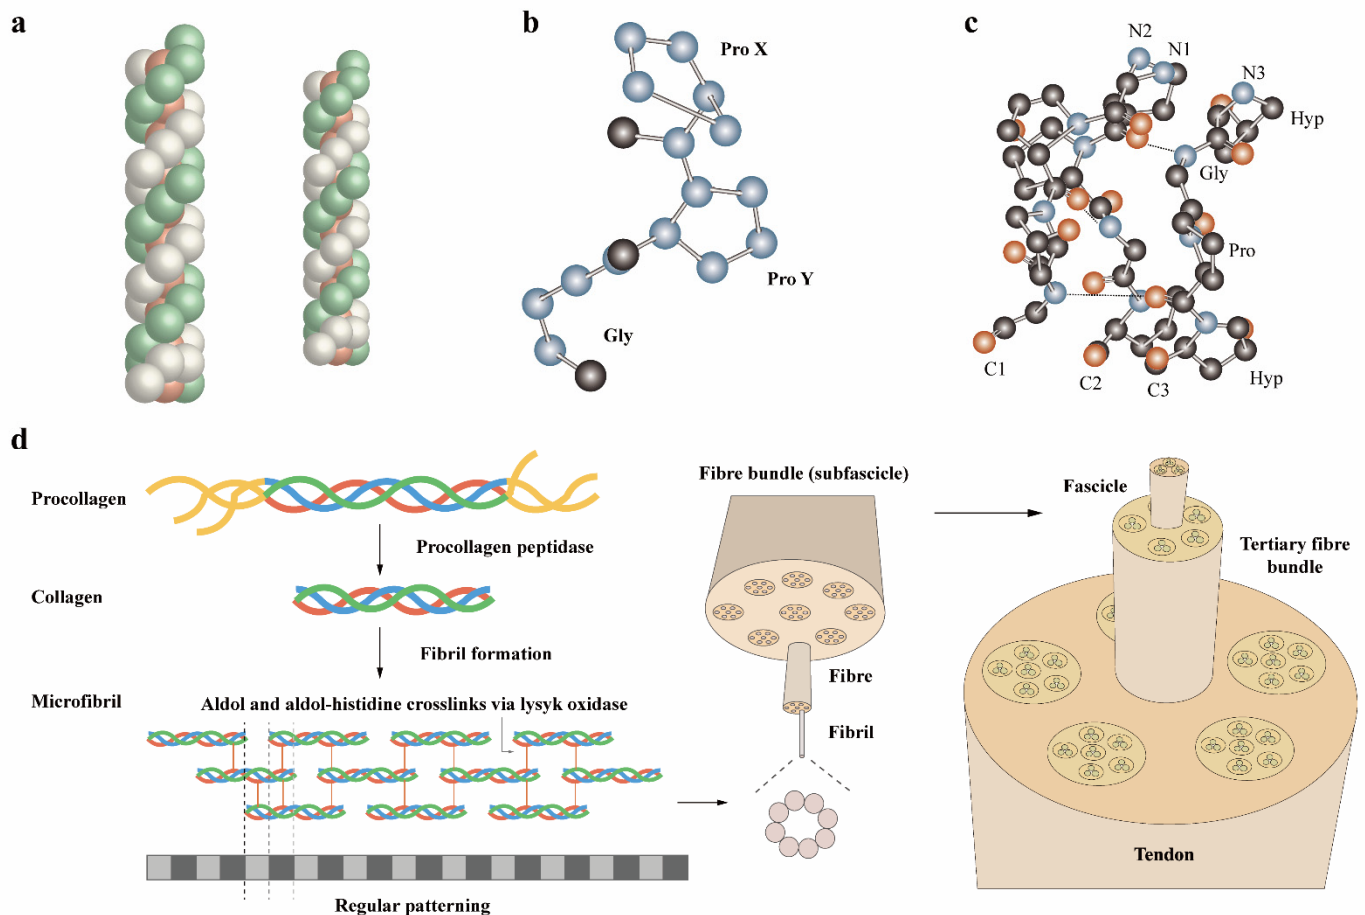 a
b
Pro X
Pro Y
Gly
c
N2
N1
N3
Hyp
Gly
Pro
C1
C2
C3
Hyp
d
Procollagen
Procollagen peptidase
Collagen
Fibril formation
Microfibril
Aldol and aldol-histidine crosslinks via lysyk oxidase
Regular patterning
Fibre bundle (subfascicle)
Fibre
Fibril
Fascicle
Tertiary fibre
bundle
Tendon